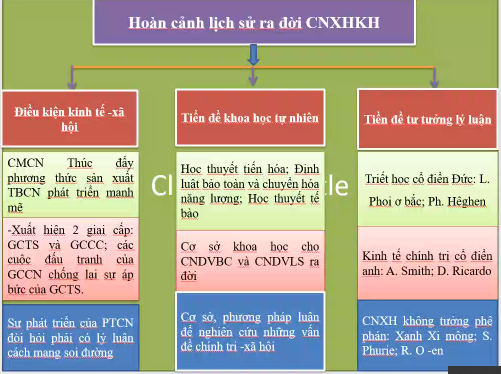 Hoàn cảnh lịch sử ra đời CNXHKH
Điều kiện kinh tế -xã
hội
CMCN Thúc đẩy
phương thức sản xuất
TBCN phát triển mạnh
mẽ
-Xuất hiện 2 giai cấp:
GCTS và GCCC; các
cuộc đấu tranh của
GCCN chống lại sự áp
bức của GCTS.
Sự phát triển của PTCN
đòi hỏi phải có lý luận
cách mang soi đường
Tiền đề khoa học tự nhiên
Học thuyết tiến hóa; Định
luật bảo toàn và chuyển hóa
năng lượng; Học thuyết tế
bào
Cơ sở khoa học cho
CNDVBC và CNDVLS ra
đời
Cơ sở, phương pháp luận
để nghiên cứu những vấn
đề chính trị -xã hội
Tiền đề tư tưởng lý luận
Triết học cổ điển Đức: L.
Phoi ơ bắc; Ph. Hêghen
Kinh tế chính trị cổ điển
anh: A. Smith; D. Ricardo
CNXH không tưởng phê
phán: Xanh Xi mông; S.
Phurie; R. O -en